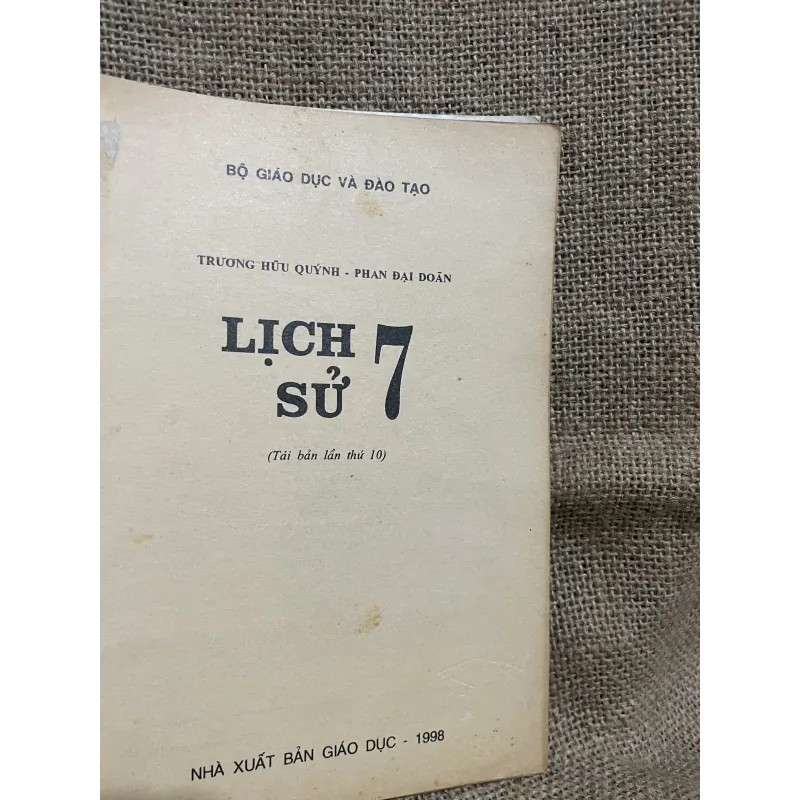 BỘ GIÁO DỤC VÀ ĐÀO TẠO
TRƯƠNG HỮU QUÝNH - PHAN ĐẠI DOÃN
LỊCH 7
SỬ
(Tái bản lần thứ 10)
NHÀ XUẤT BẢN GIÁO DỤC - 1998